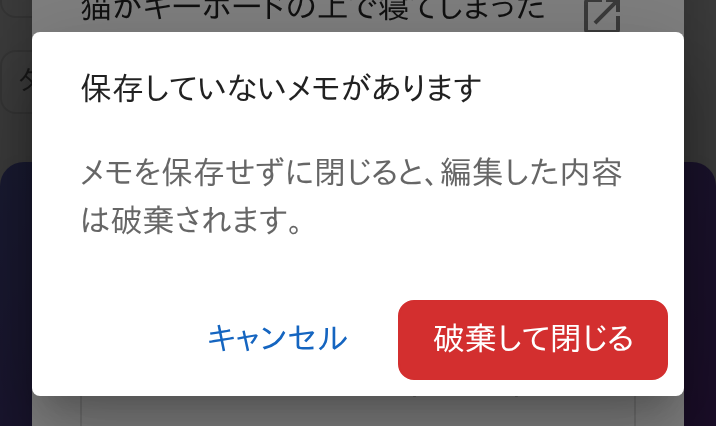 猫がキーボードの上で寝てしまった
保存していないメモがあります
メモを保存せずに閉じると、編集した内容
は破棄されます。
キャンセル
破棄して閉じる